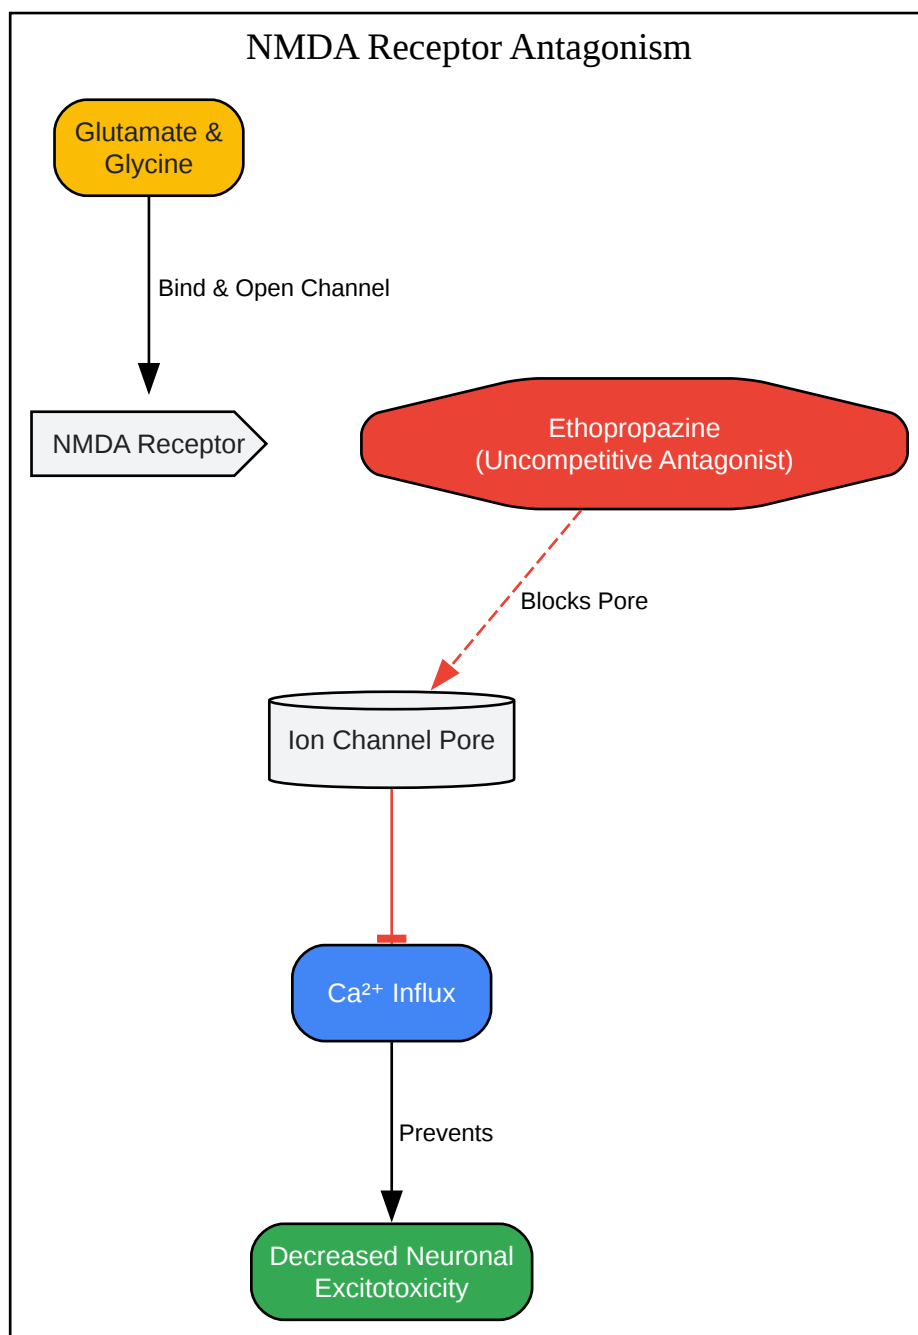 NMDA Receptor Antagonism
Glutamate &
Glycine
Bind & Open Channel
NMDA Receptor
Ethopropazine
(Uncompetitive Antagonist)
Blocks Pore
Ion Channel Pore
Ca²⁺ Influx
Prevents
Decreased Neuronal
Excitotoxicity